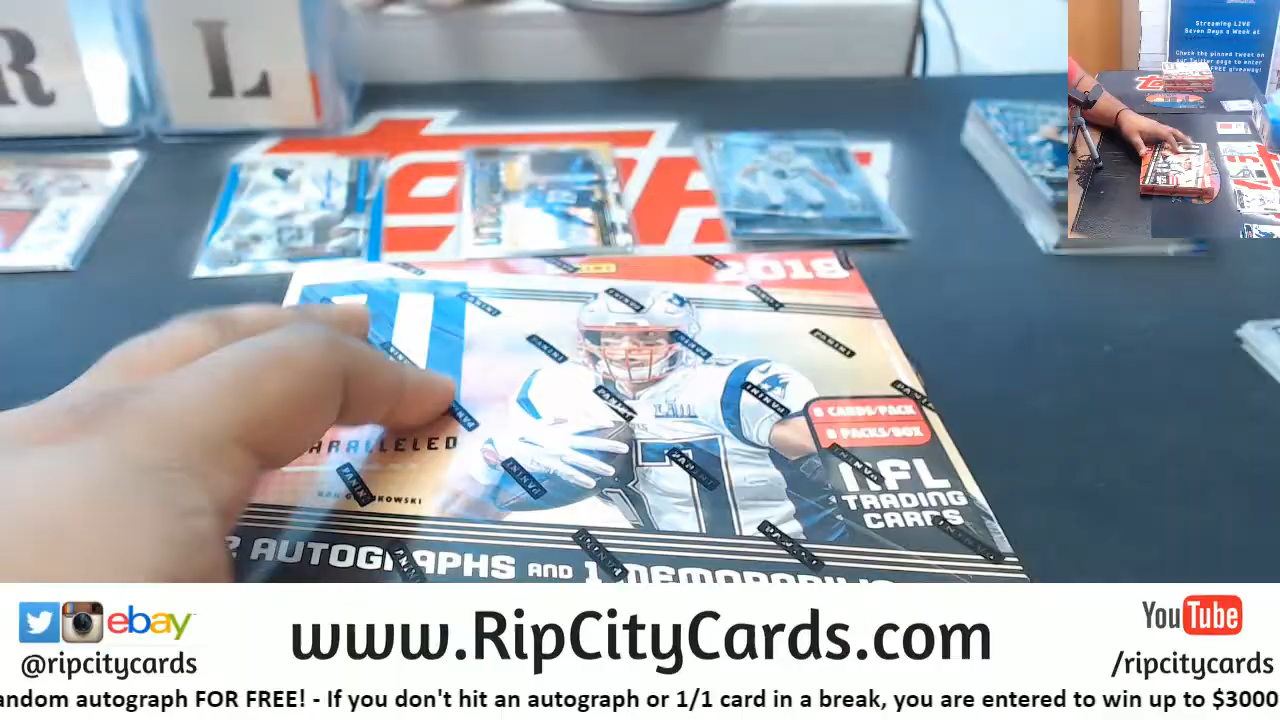 R L
Streaming LIVE
Seven Days a Week at
Check the pinned tweet on
our Twitter page to enter
FREE giveaway!
2019
PANINI
8 CARDS/PACK
2 PACKS/BOX
NFL
TRADING
CARDS
AUTOGRAPHS AND 1 MEMORABILIA
ebay
@ripcitycards
www.RipCityCards.com
YouTube
/ripcitycards
andom autograph FOR FREE! - If you don't hit an autograph or 1/1 card in a break, you are entered to win up to $3000